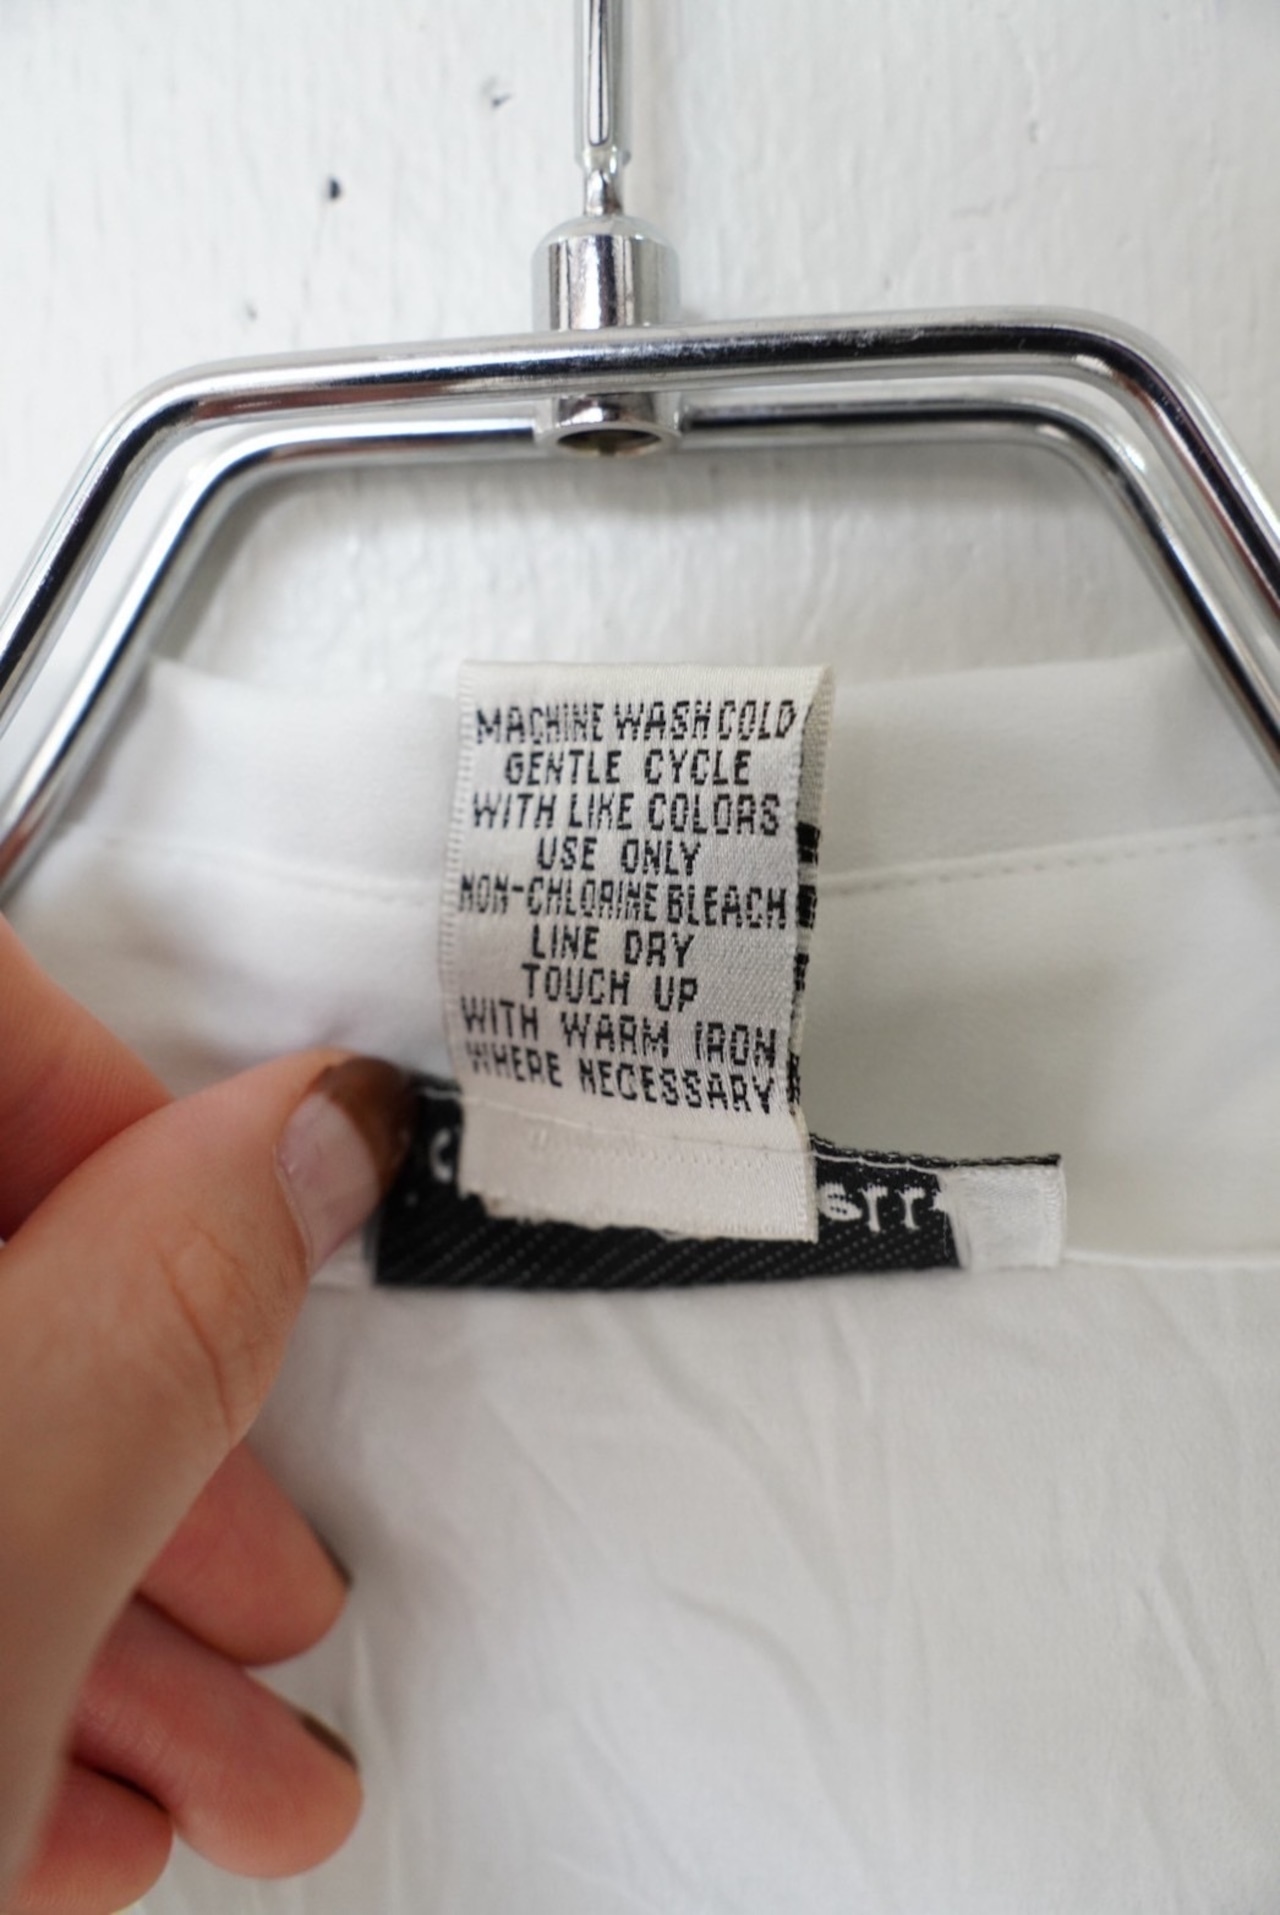 MACHINE WASH COLD
GENTLE CYCLE
WITH LIKE COLORS
USE ONLY
NON-CHLORINE BLEACH
LINE DRY
TOUCH UP
WITH WARM IRON
WHERE NECESSARY